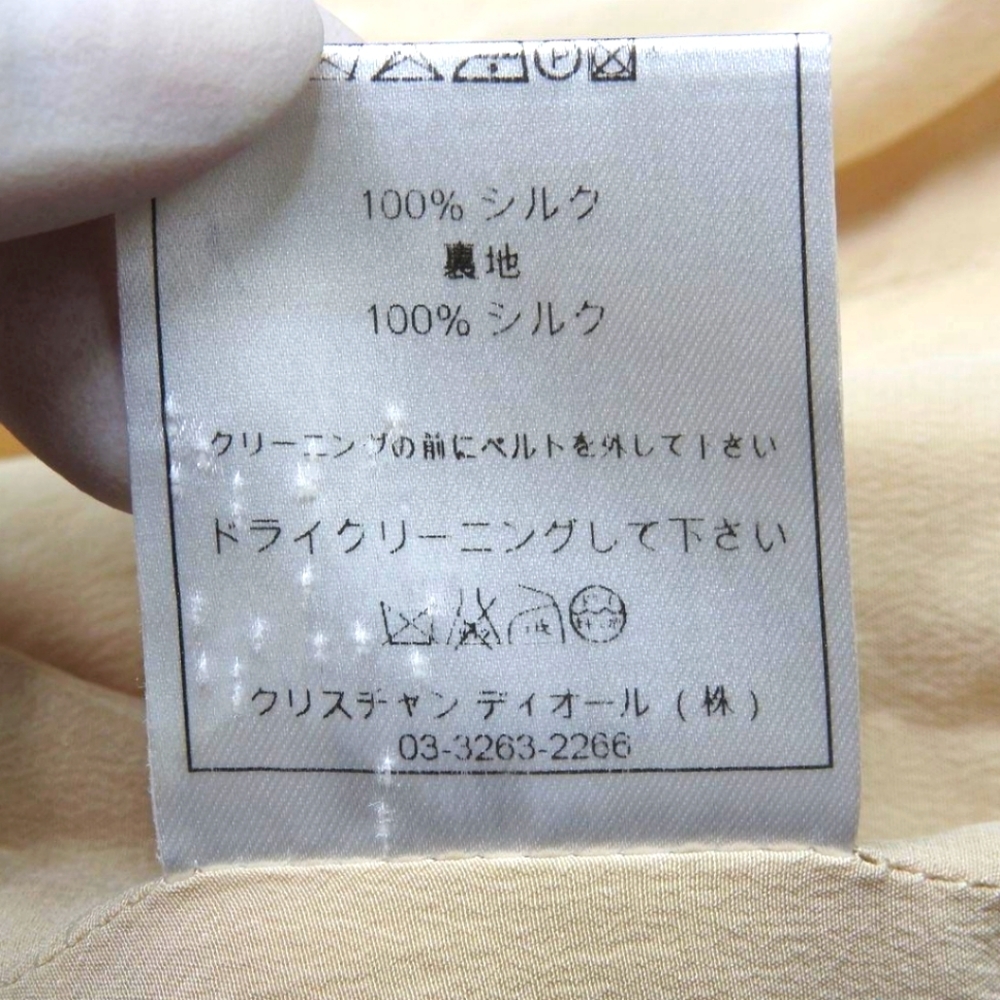 100% シルク
裏地
100% シルク
クリーニングの前にベルトを外して下さい
ドライクリーニングして下さい
クリスチャン ディオール (株)
03-3263-2266